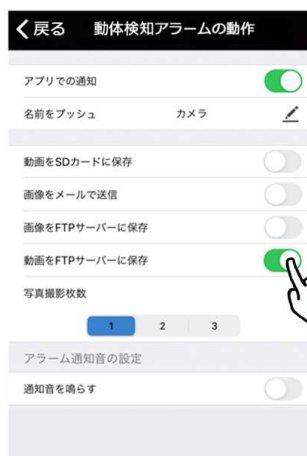 戻る 動体検知アラームの動作
アプリでの通知
名前をプッシュ カメラ
動画をSDカードに保存
画像をメールで送信
画像をFTPサーバーに保存
動画をFTPサーバーに保存
写真撮影枚数
1 2 3
アラーム通知音の設定
通知音を鳴らす